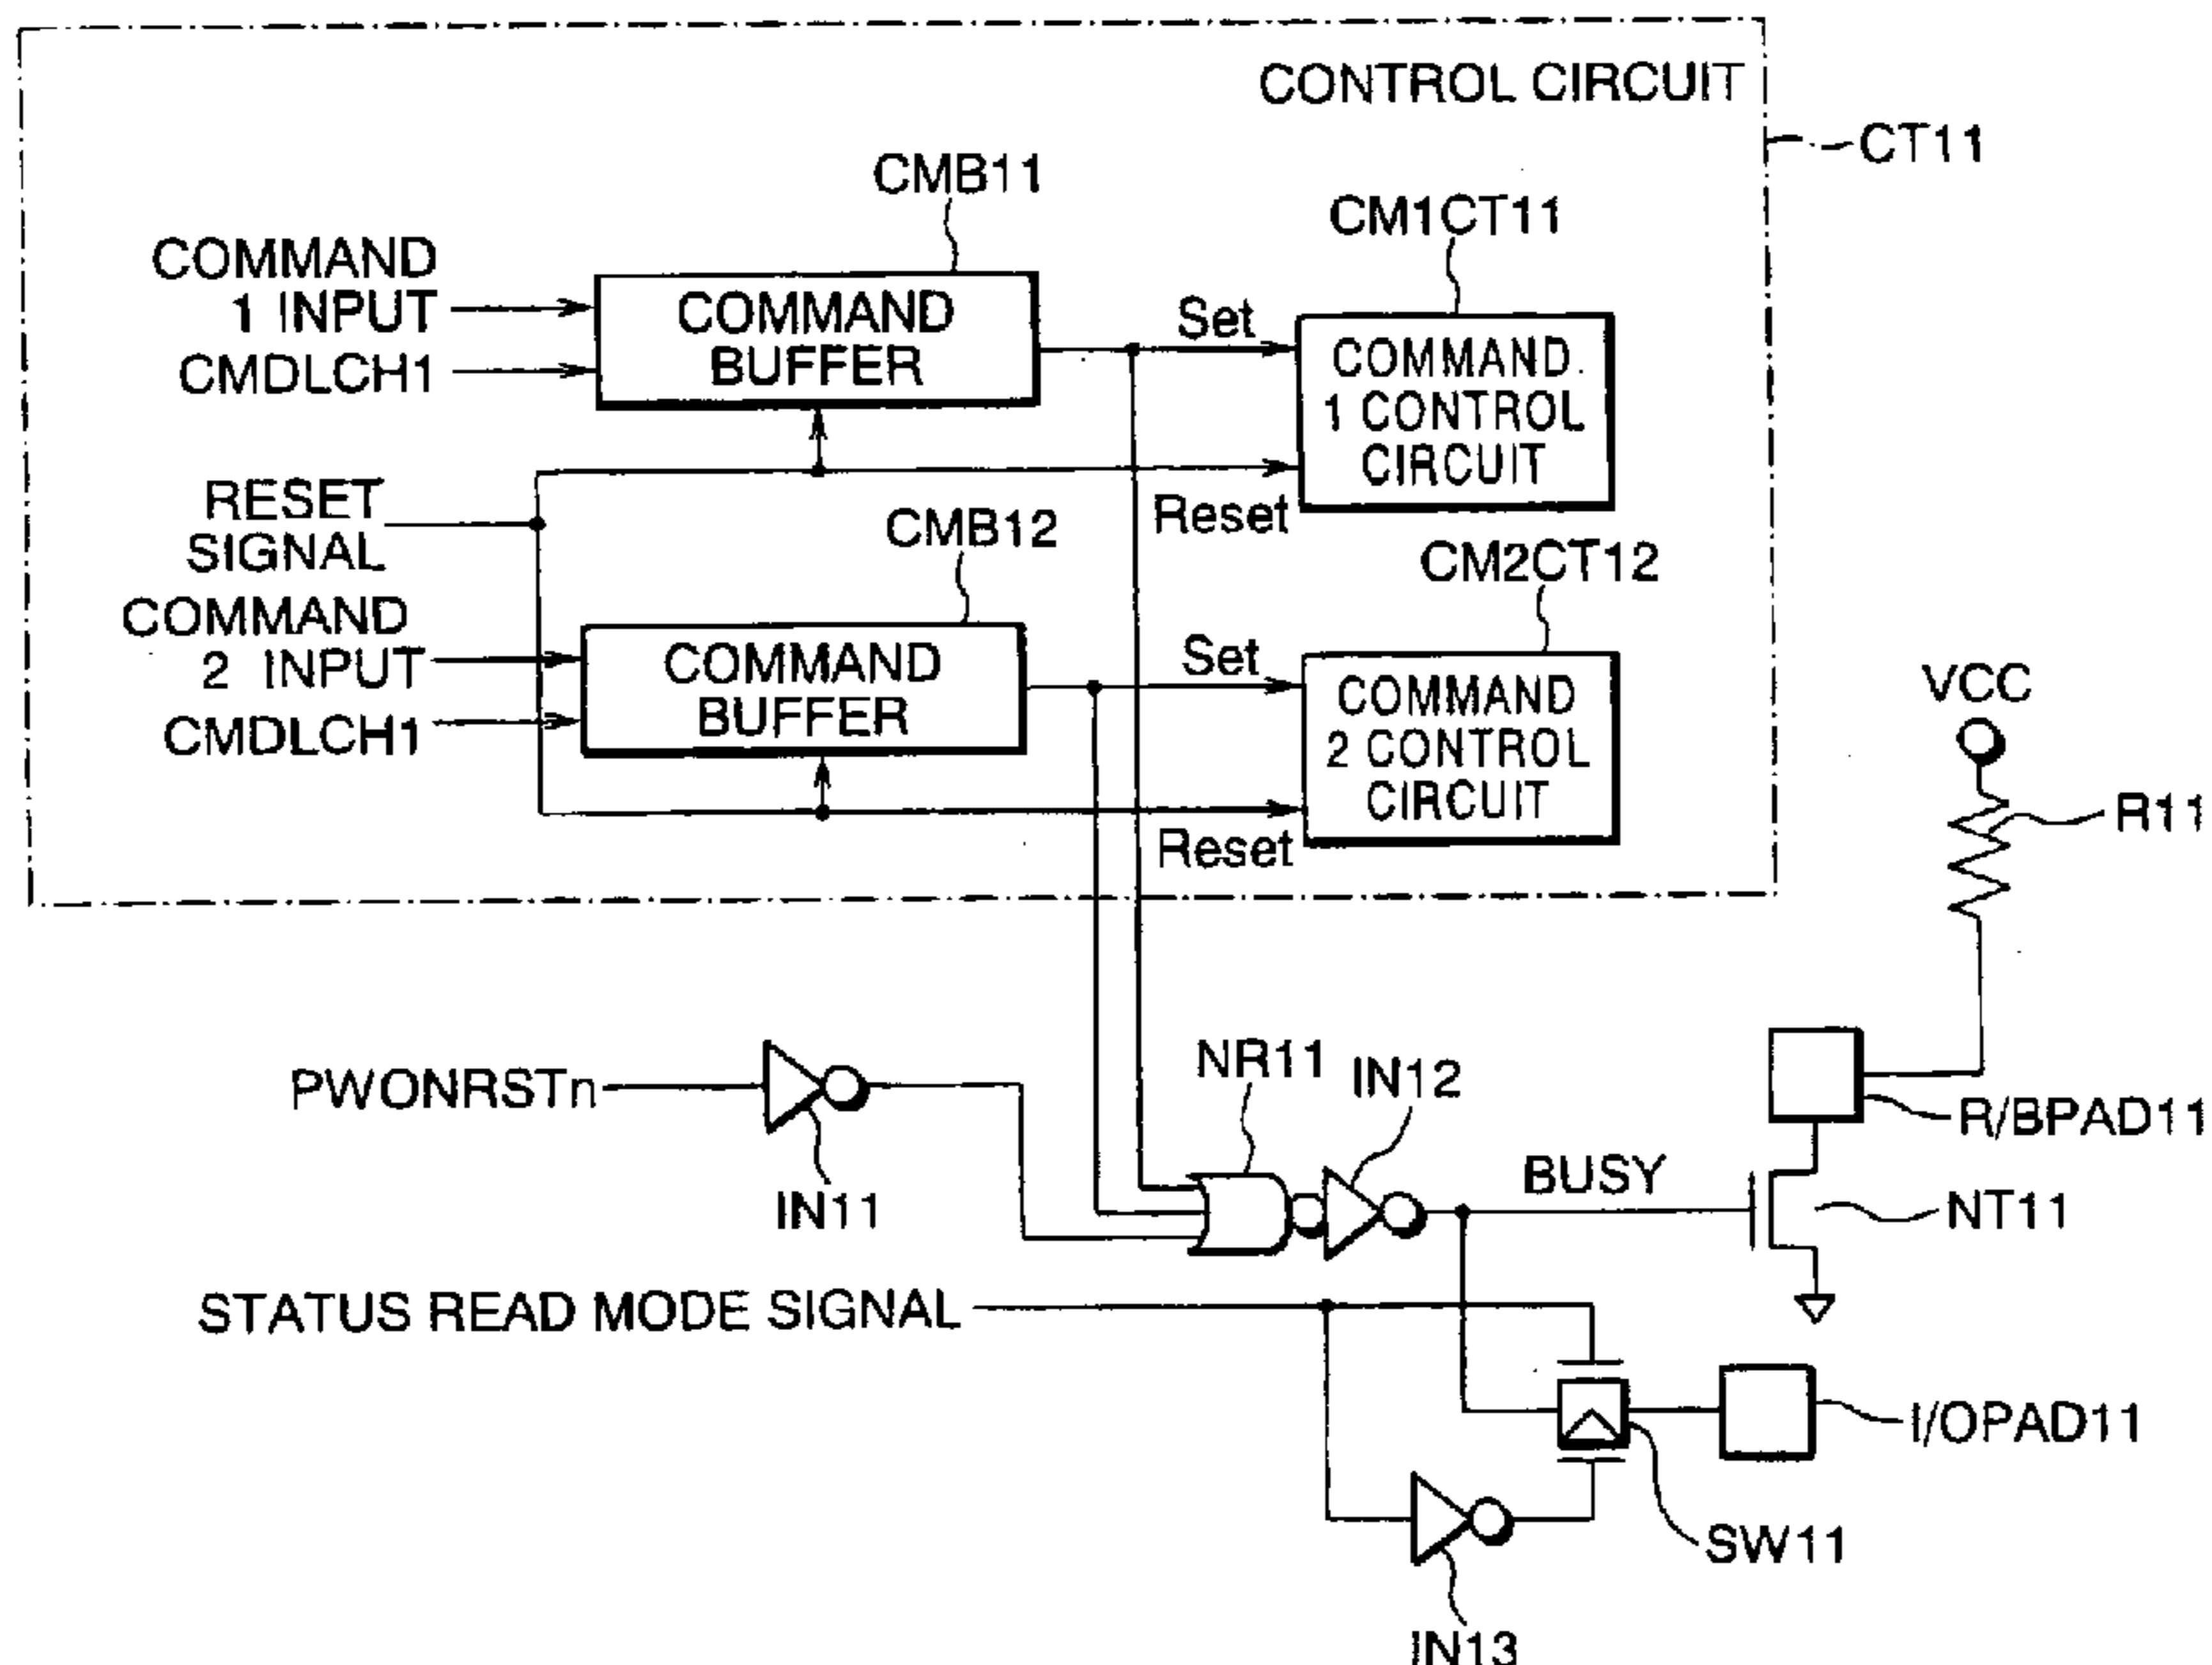 CONTROL CIRCUIT
CT11
CMB11
CM1CT11
COMMAND
1 INPUT
CMDLCH1
COMMAND
BUFFER
Set
COMMAND
1 CONTROL
CIRCUIT
RESET
SIGNAL
Reset
CMB12
CM2CT12
COMMAND
2 INPUT
CMDLCH1
COMMAND
BUFFER
Set
COMMAND
2 CONTROL
CIRCUIT
Reset
VCC
R11
PWONRSTn
IN11
NR11
IN12
BUSY
R/BPAD11
NT11
STATUS READ MODE SIGNAL
I/OPAD11
SW11
IN13